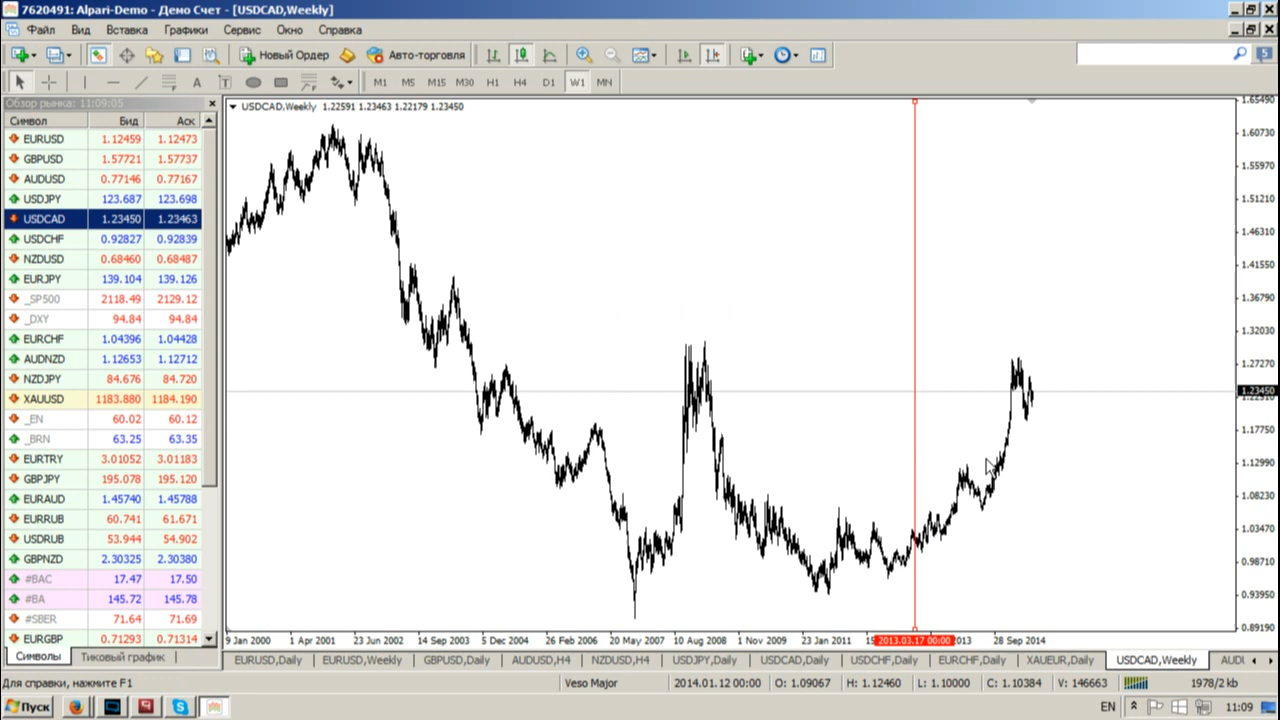 7620491: Alpari-Demo - Демо Счет - [USDCAD,Weekly]
Файл Вид Вставка Графики Сервис Окно Справка
Новый Ордер Авто-торговля 5
A T M1 M5 M15 M30 H1 H4 D1 W1 MN
Обзор рынка: 11:09:05
Символ Бид Аск
EURUSD 1.12459 1.12473
GBPUSD 1.57721 1.57737
AUDUSD 0.77146 0.77167
USDJPY 123.687 123.698
USDCAD 1.23450 1.23463
USDCHF 0.92827 0.92839
NZDUSD 0.68460 0.68487
EURJPY 139.104 139.126
_SP500 2118.49 2129.12
_DXY 94.84 94.84
EURCHF 1.04396 1.04428
AUDNZD 1.12653 1.12712
NZDJPY 84.676 84.720
XAUUSD 1183.880 1184.190
_EN 60.02 60.12
_BRN 63.25 63.35
EURTRY 3.01052 3.01183
GBPJPY 195.078 195.120
EURAUD 1.45740 1.45788
EURRUB 60.741 61.671
USDRUB 53.944 54.902
GBPNZD 2.30325 2.30380
#BAC 17.47 17.50
#BA 145.72 145.78
#SBER 71.64 71.69
EURGBP 0.71293 0.71314
Символы Тиковый график
USDCAD,Weekly 1.22591 1.23463 1.22179 1.23450
1.65490
1.60730
1.55970
1.51210
1.46310
1.41550
1.36790
1.32030
1.27270
1.23450
1.17750
1.12990
1.08230
1.03470
0.98710
0.93950
0.89190
9 Jan 2000 1 Apr 2001 23 Jun 2002 14 Sep 2003 5 Dec 2004 26 Feb 2006 20 May 2007 10 Aug 2008 1 Nov 2009 23 Jan 2011 2013.03.17 00:00 2013 28 Sep 2014
EURUSD,Daily EURUSD,Weekly GBPUSD,Daily AUDUSD,H4 NZDUSD,H4 USDJPY,Daily USDCAD,Daily USDCHF,Daily EURCHF,Daily XAUEUR,Daily USDCAD,Weekly
Для справки, нажмите F1 Veso Major 2014.01.12 00:00 O: 1.09067 H: 1.12460 L: 1.10000 C: 1.10384 V: 146663 1978/2 kb
Пуск EN 11:09